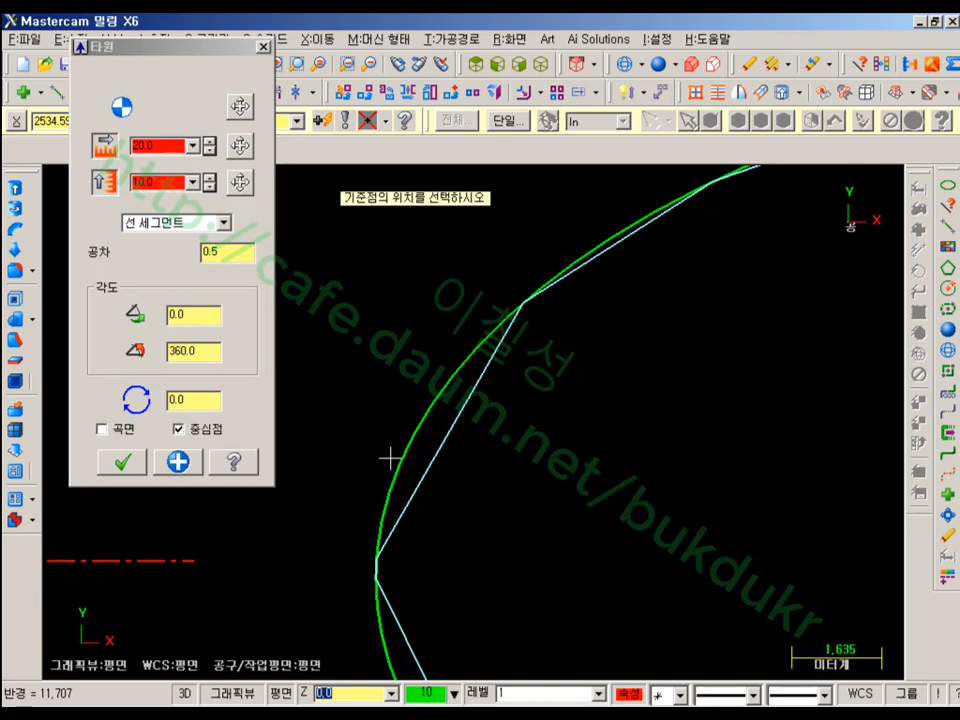 Mastercam 밀링 X6
F:파일
X:이동 M:머신 형태 T:가공경로 R:화면 Art Ai Solutions I:설정 H:도움말
타원
2534.59
전체...
단일...
In
20.0
10.0
선 세그먼트
공차 0.5
각도
0.0
360.0
0.0
곡면 중심점
기준점의 위치를 선택하시오
Y
X
공
http://cafe.daum.net/bukdukr
이칠성
Y
X
그래픽뷰:평면 WCS:평면 공구/작업평면:평면
1,635
미터계
반경 = 11,707
3D 그래픽뷰 평면 Z 0.0 10 레벨 1 속성 WCS 그룹